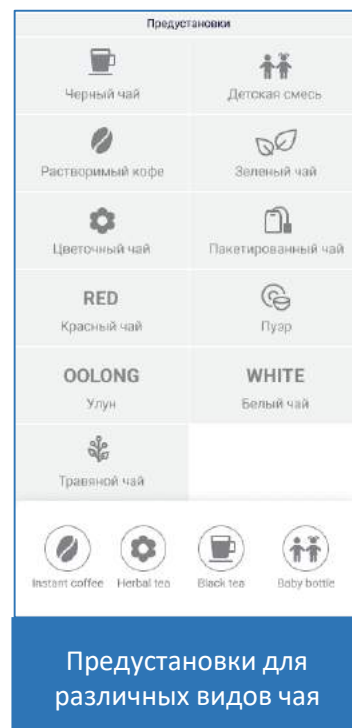 Предустановки
Черный чай
Детская смесь
Растворимый кофе
Зеленый чай
Цветочный чай
Пакетированный чай
RED
Красный чай
Пуэр
OOLONG
Улун
WHITE
Белый чай
Травяной чай
Instant coffee
Herbal tea
Black tea
Baby bottle
Предустановки для
различных видов чая